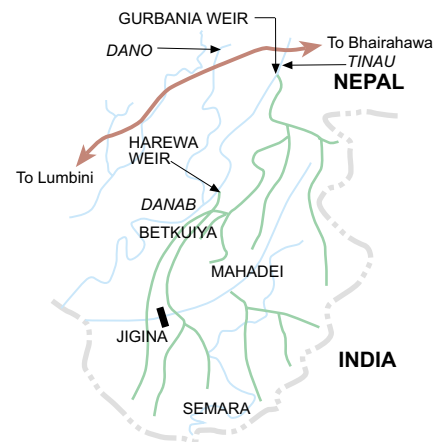 GURBANIA WEIR
DANO
To Bhairahawa
TINAU
NEPAL
HAREWA
WEIR
To Lumbini
DANAB
BETKUIYA
MAHADEI
JIGINA
INDIA
SEMARA